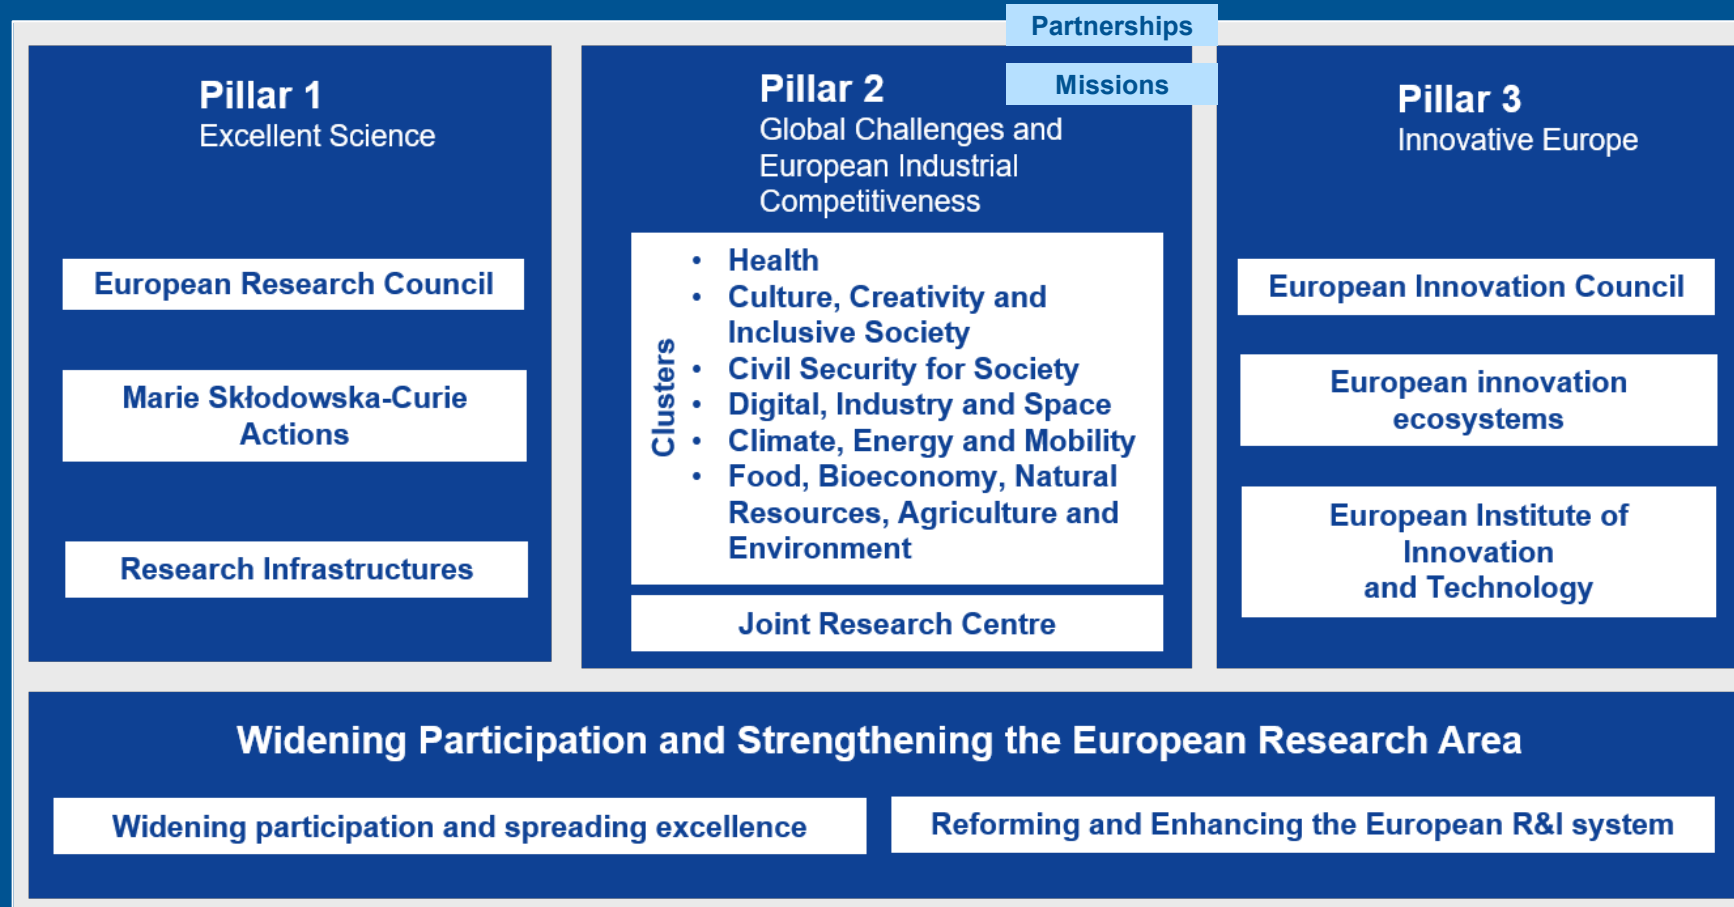 Partnerships
Missions
Pillar 1
Excellent Science
European Research Council
Marie Skłodowska-Curie
Actions
Research Infrastructures
Pillar 2
Global Challenges and
European Industrial
Competitiveness
Clusters
• Health
• Culture, Creativity and
Inclusive Society
• Civil Security for Society
• Digital, Industry and Space
• Climate, Energy and Mobility
• Food, Bioeconomy, Natural
Resources, Agriculture and
Environment
Joint Research Centre
Pillar 3
Innovative Europe
European Innovation Council
European innovation
ecosystems
European Institute of
Innovation
and Technology
Widening Participation and Strengthening the European Research Area
Widening participation and spreading excellence
Reforming and Enhancing the European R&I system